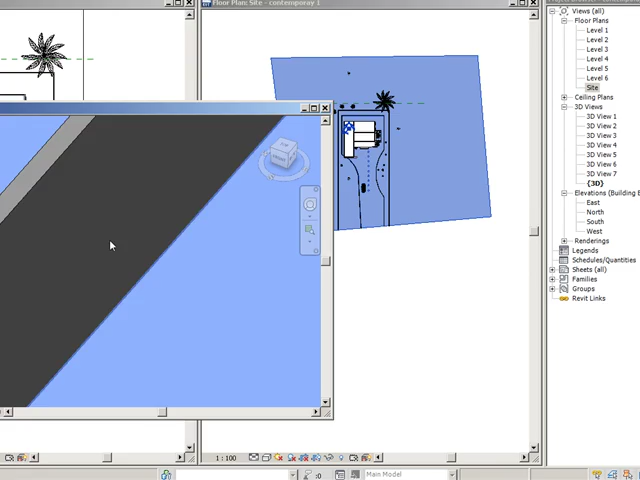 Floor Plan: Site - contemporay 1
Views (all)
Floor Plans
Level 1
Level 2
Level 3
Level 4
Level 5
Level 6
Site
Ceiling Plans
3D Views
3D View 1
3D View 2
3D View 3
3D View 4
3D View 5
3D View 6
3D View 7
{3D}
Elevations (Building E
East
North
South
West
Renderings
Legends
Schedules/Quantities
Sheets (all)
Families
Groups
Revit Links
1 : 100
:0
Main Model